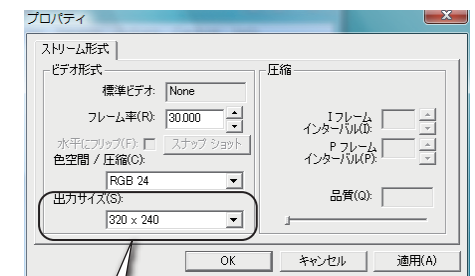 プロパティ
ストリーム形式
ビデオ形式
標準ビデオ: None
フレーム率(R): 30.000
水平にフリップ(F): スナップ ショット
色空間 / 圧縮(C):
RGB 24
出力サイズ(S):
320 x 240
圧縮
I フレーム
インターバル(I):
P フレーム
インターバル(P):
品質(Q):
OK キャンセル 適用(A)